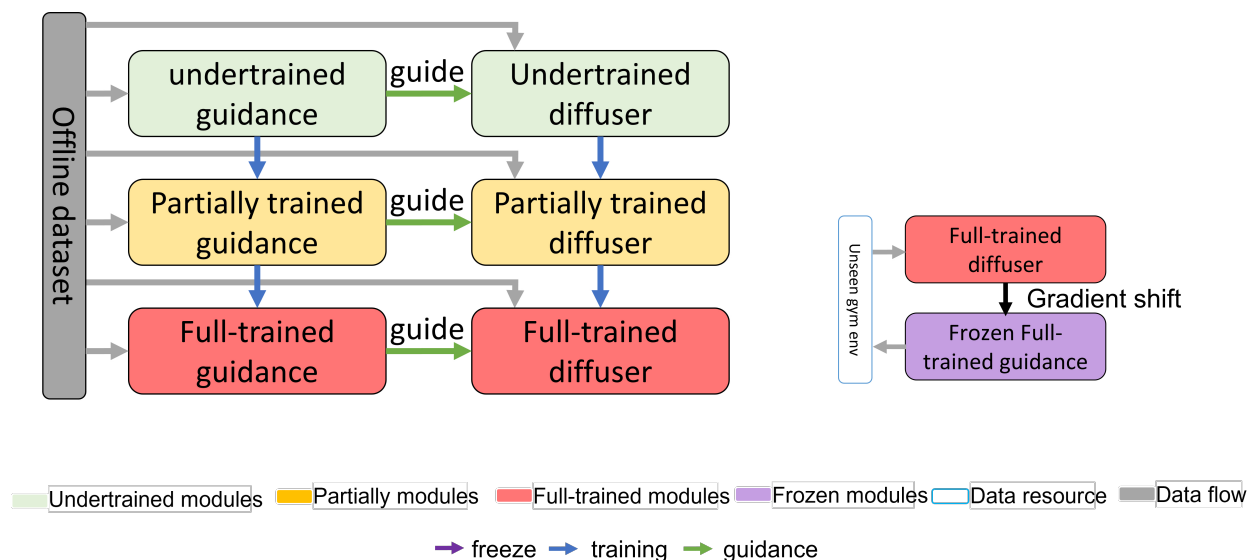 Offline dataset
undertrained
guidance
guide
Undertrained
diffuser
Partially trained
guidance
guide
Partially trained
diffuser
Full-trained
guidance
guide
Full-trained
diffuser
Unseen gym env
Full-trained
diffuser
Gradient shift
Frozen Full-
trained guidance
Undertrained modules
Partially modules
Full-trained modules
Frozen modules
Data resource
Data flow
freeze
training
guidance